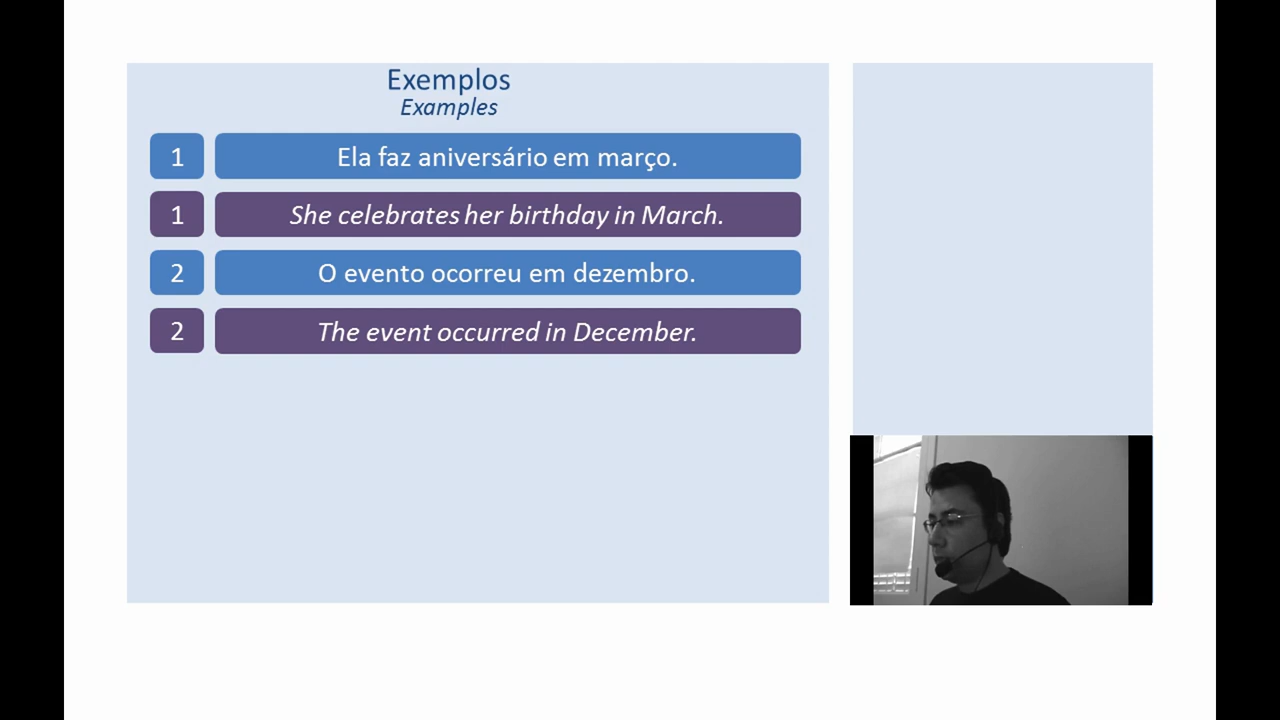 Exemplos
Examples
1 Ela faz aniversário em março.
1 She celebrates her birthday in March.
2 O evento ocorreu em dezembro.
2 The event occurred in December.